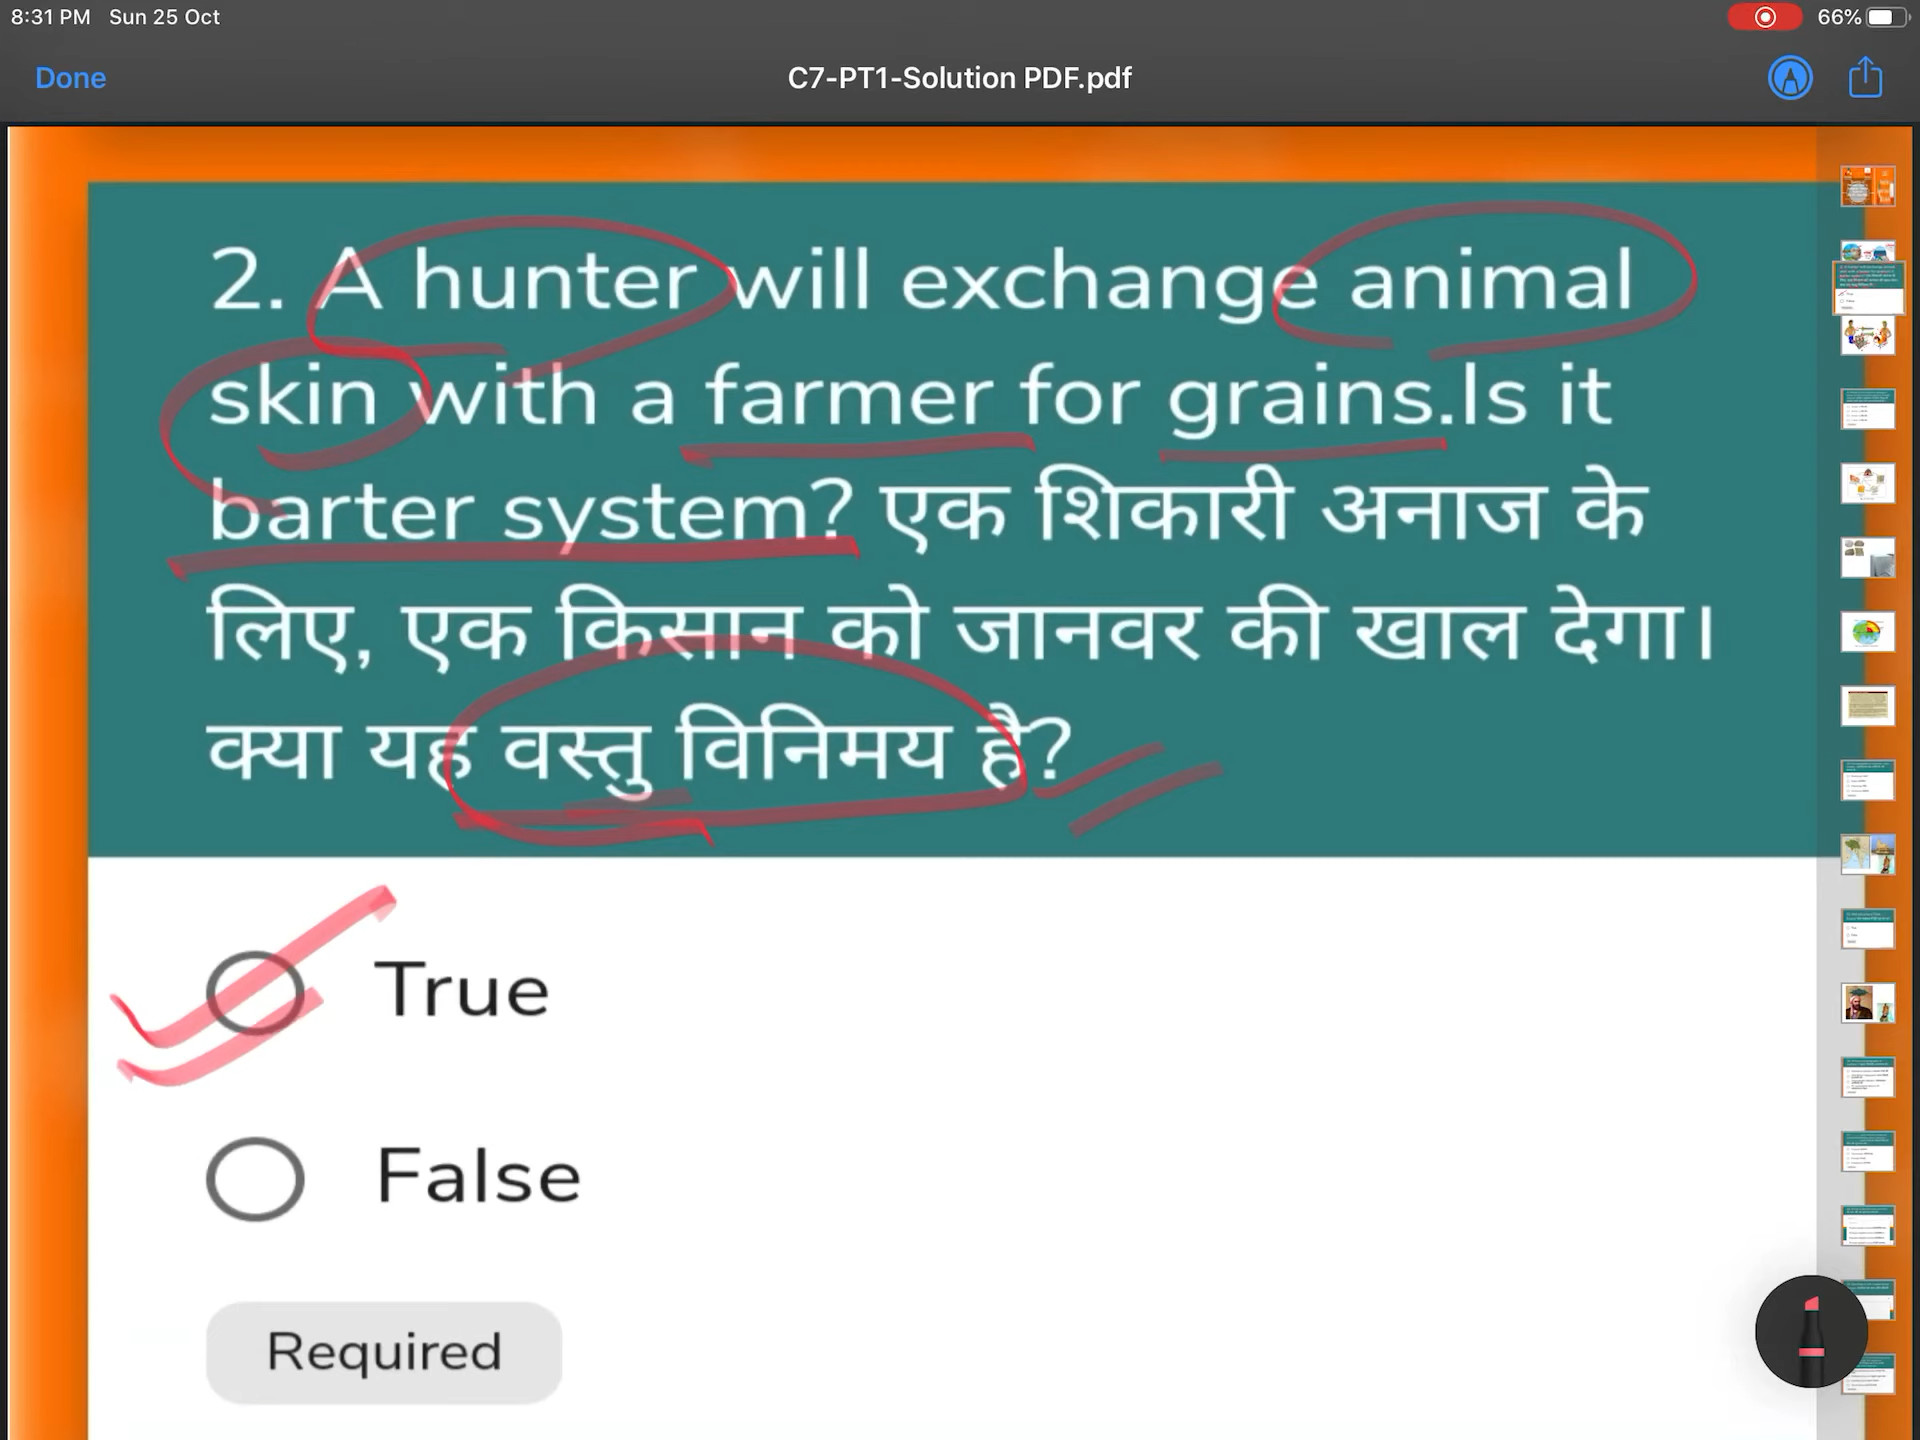 8:31 PM Sun 25 Oct
66%
Done
C7-PT1-Solution PDF.pdf
2. A hunter will exchange animal
skin with a farmer for grains.Is it
barter system? एक शिकारी अनाज के
लिए, एक किसान को जानवर की खाल देगा।
क्या यह वस्तु विनिमय है?
True
False
Required